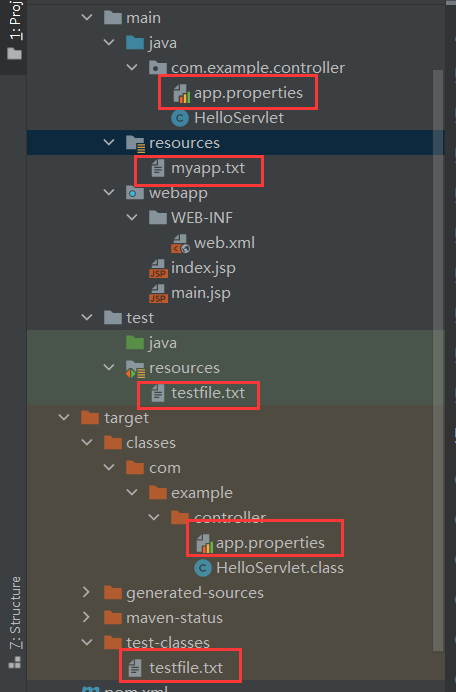 1: Proj
main
java
com.example.controller
app.properties
HelloServlet
resources
myapp.txt
webapp
WEB-INF
web.xml
index.jsp
main.jsp
test
java
resources
testfile.txt
target
classes
com
example
controller
app.properties
HelloServlet.class
generated-sources
maven-status
test-classes
testfile.txt
pom.xml
Z: Structure